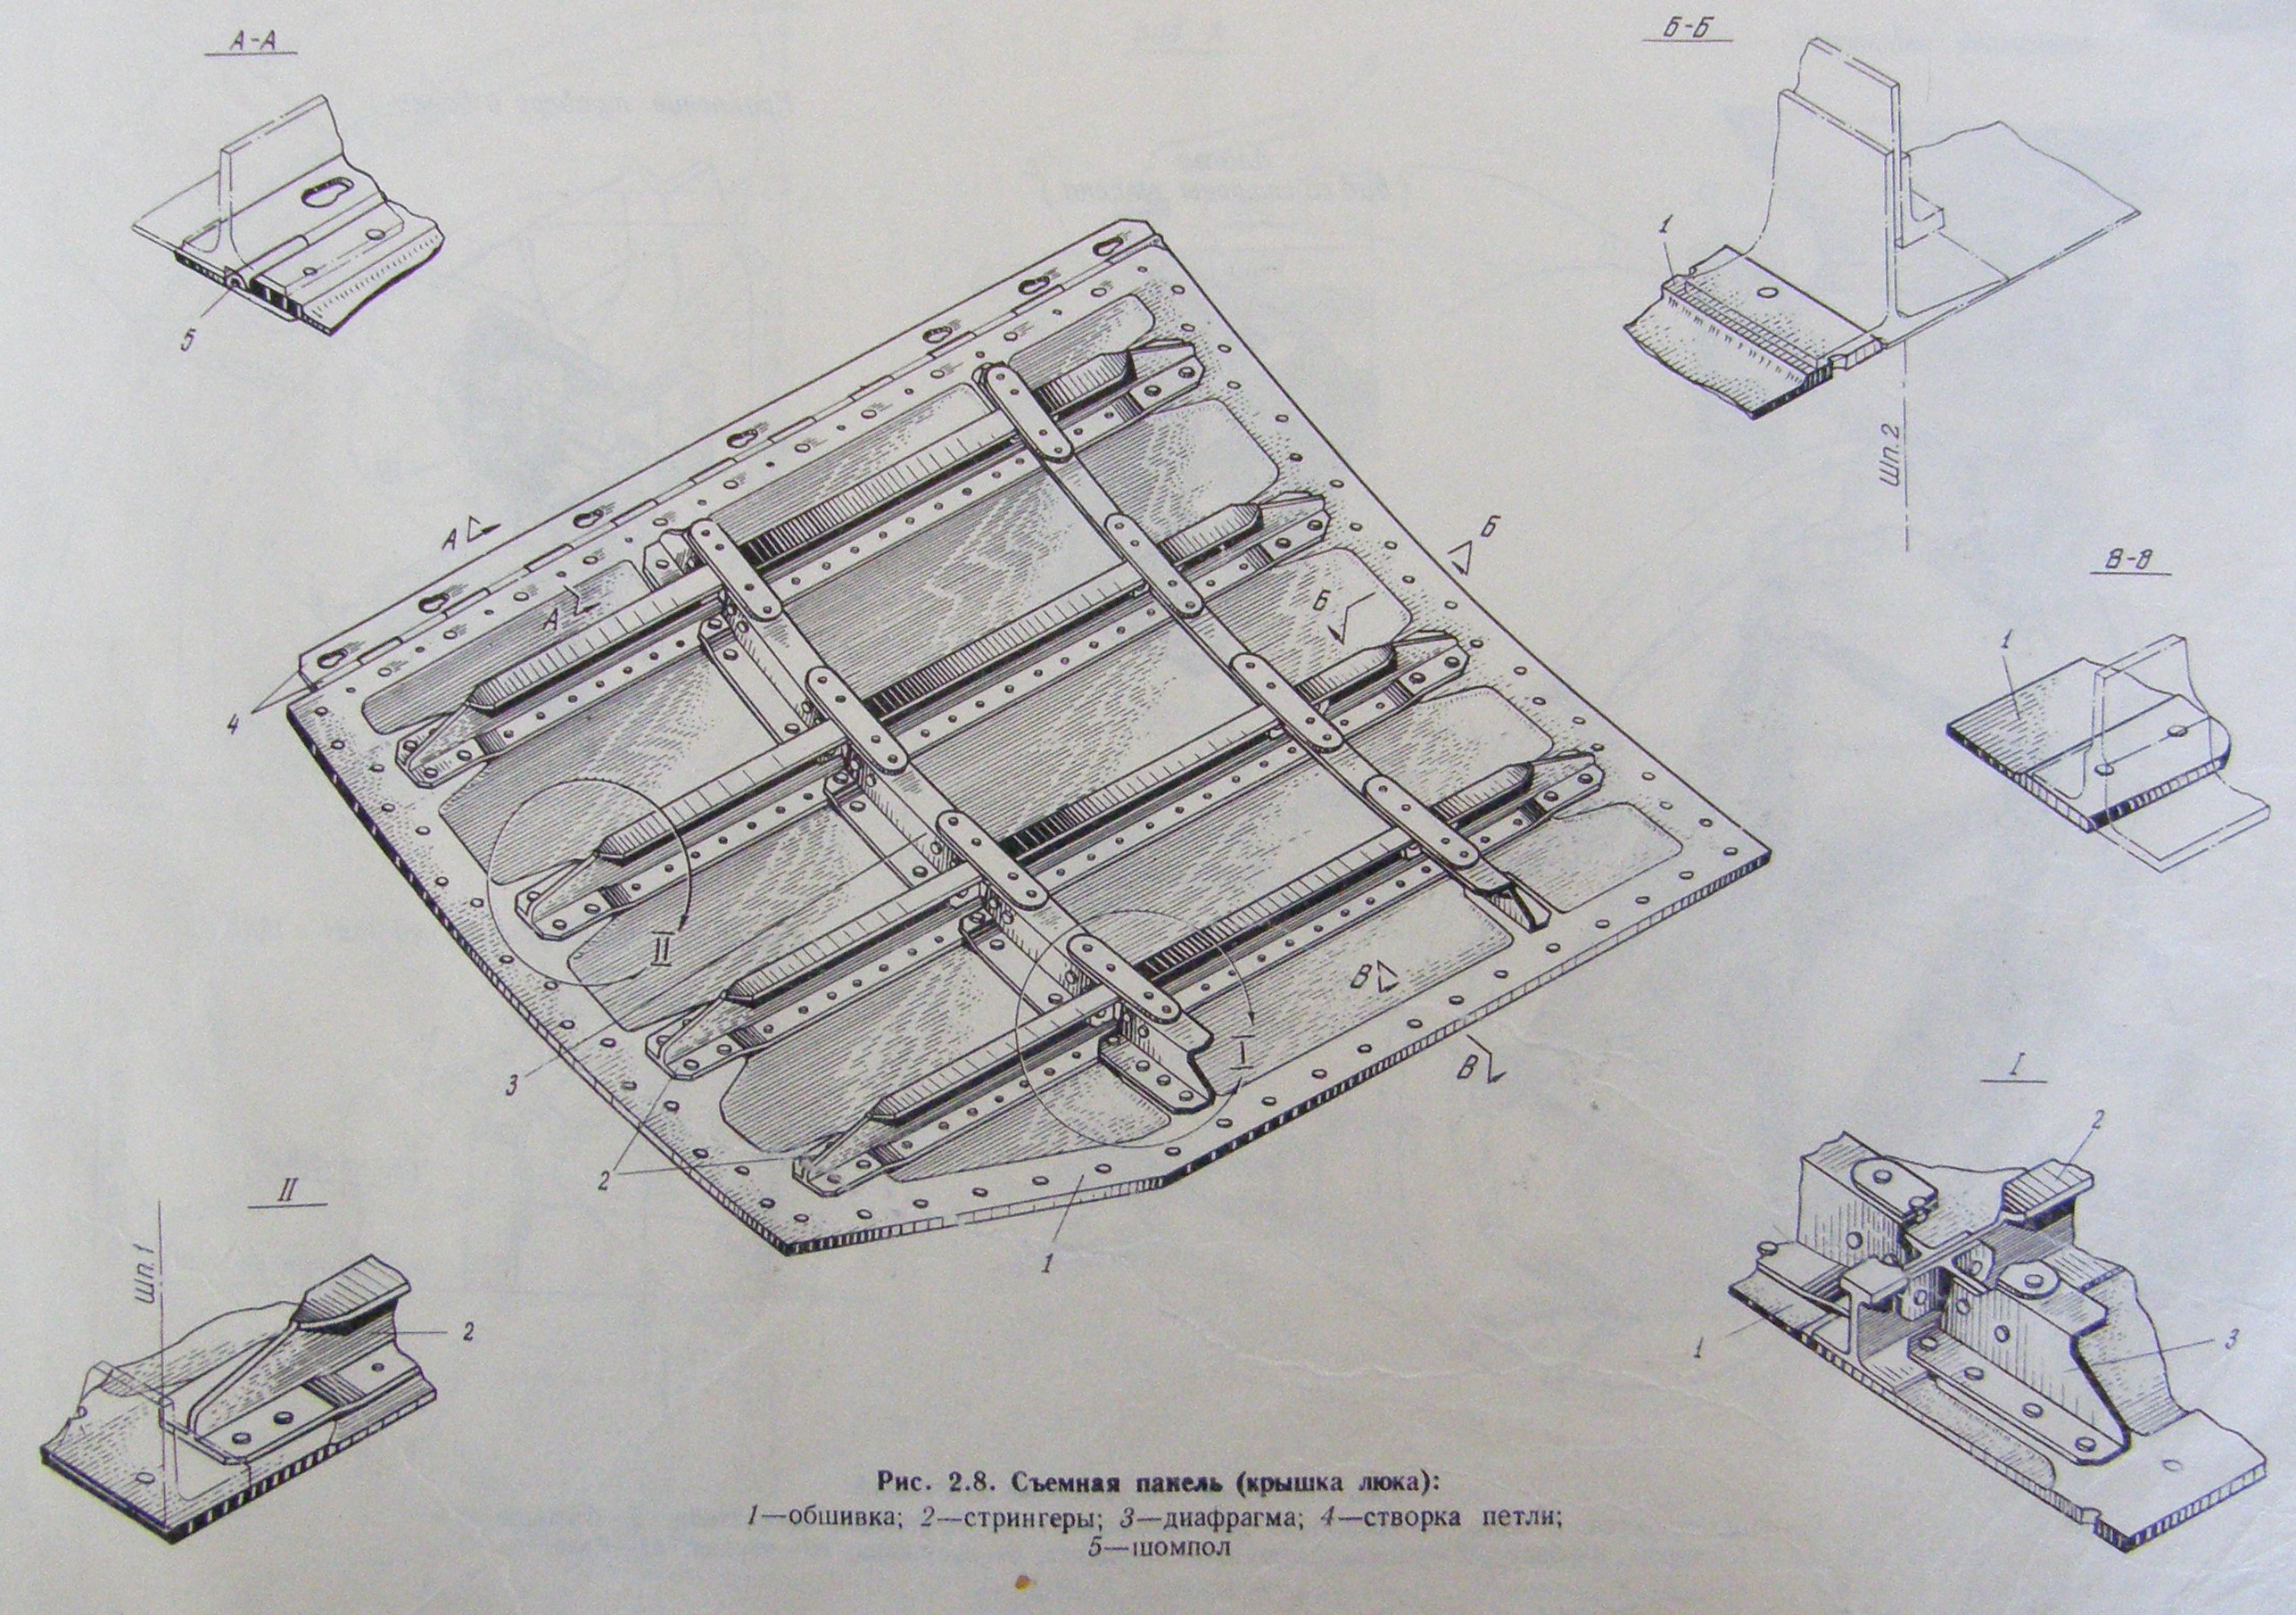 А-А
Б-Б
1
5
Шп. 2
А
Б
В-В
Б
1
А
4
II
3
В
I
В
I
2
2
II
1
Шп. 1
2
1
3
Рис. 2.8. Съемная панель (крышка люка):
1—обшивка; 2—стрингеры; 3—диафрагма; 4—створка петли;
5—шомпол